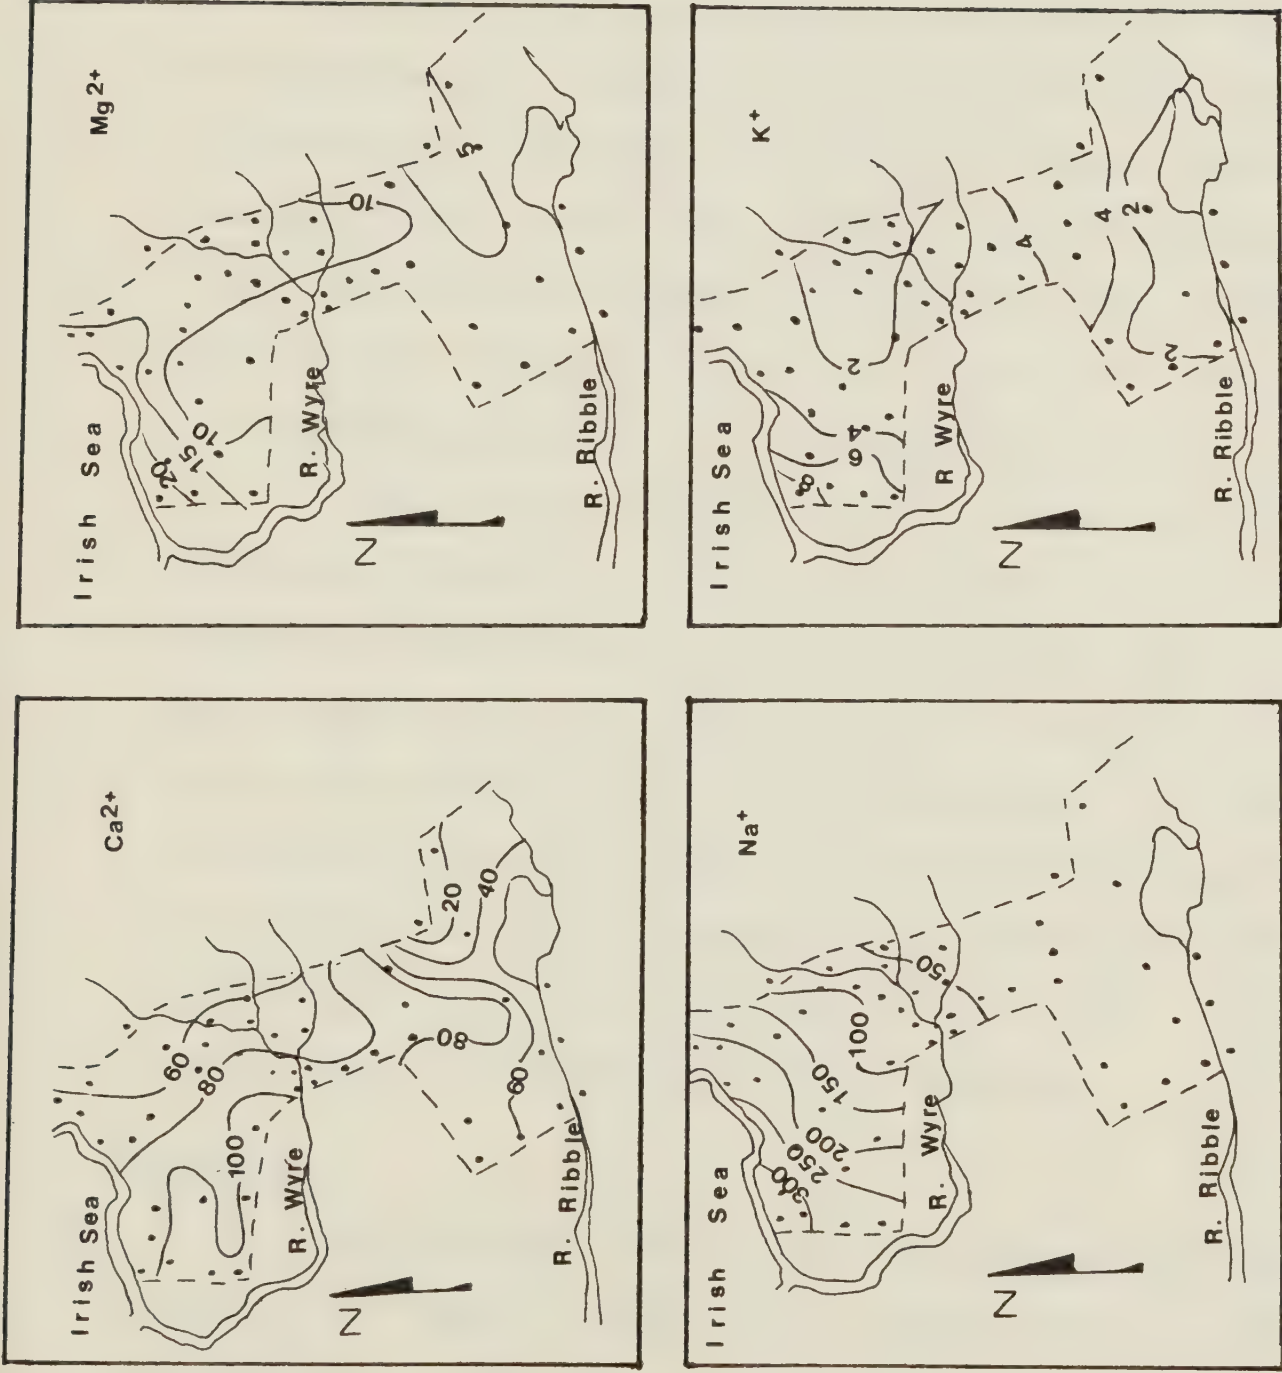 Irish Sea
Ca²⁺
60
80
100
20
40
80
60
R. Wyre
N
R. Ribble
Irish Sea
Mg²⁺
20
15
10
10
5
R. Wyre
N
R. Ribble
Irish Sea
Na⁺
300
250
200
150
100
50
R. Wyre
N
R. Ribble
Irish Sea
K⁺
8
6
4
2
4
4
2
2
R Wyre
N
R. Ribble